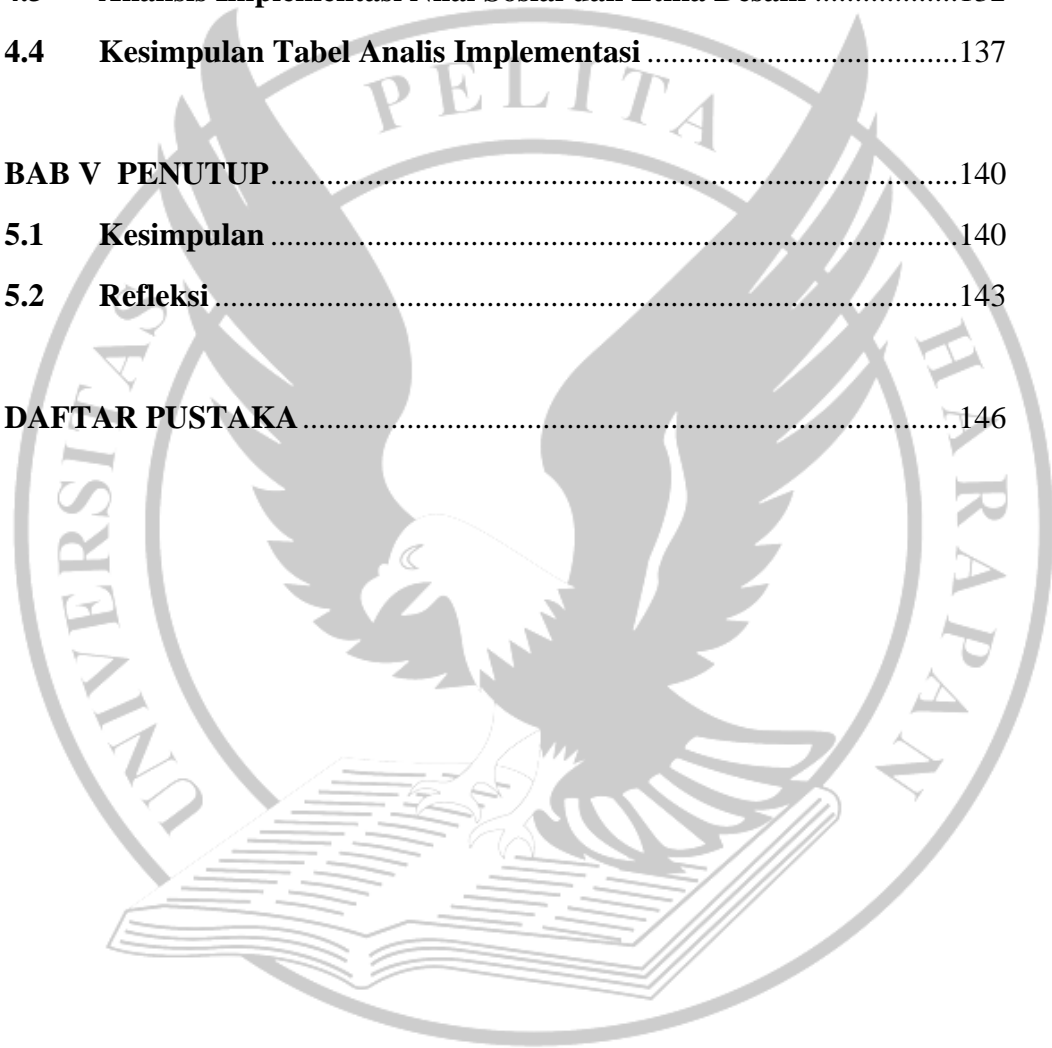 4.4 Kesimpulan Tabel Analis Implementasi........................................137
BAB V PENUTUP........................................................................................140
5.1 Kesimpulan........................................................................................140
5.2 Refleksi...............................................................................................143
DAFTAR PUSTAKA....................................................................................146
UNIVERSITAS PELITA HARAPAN